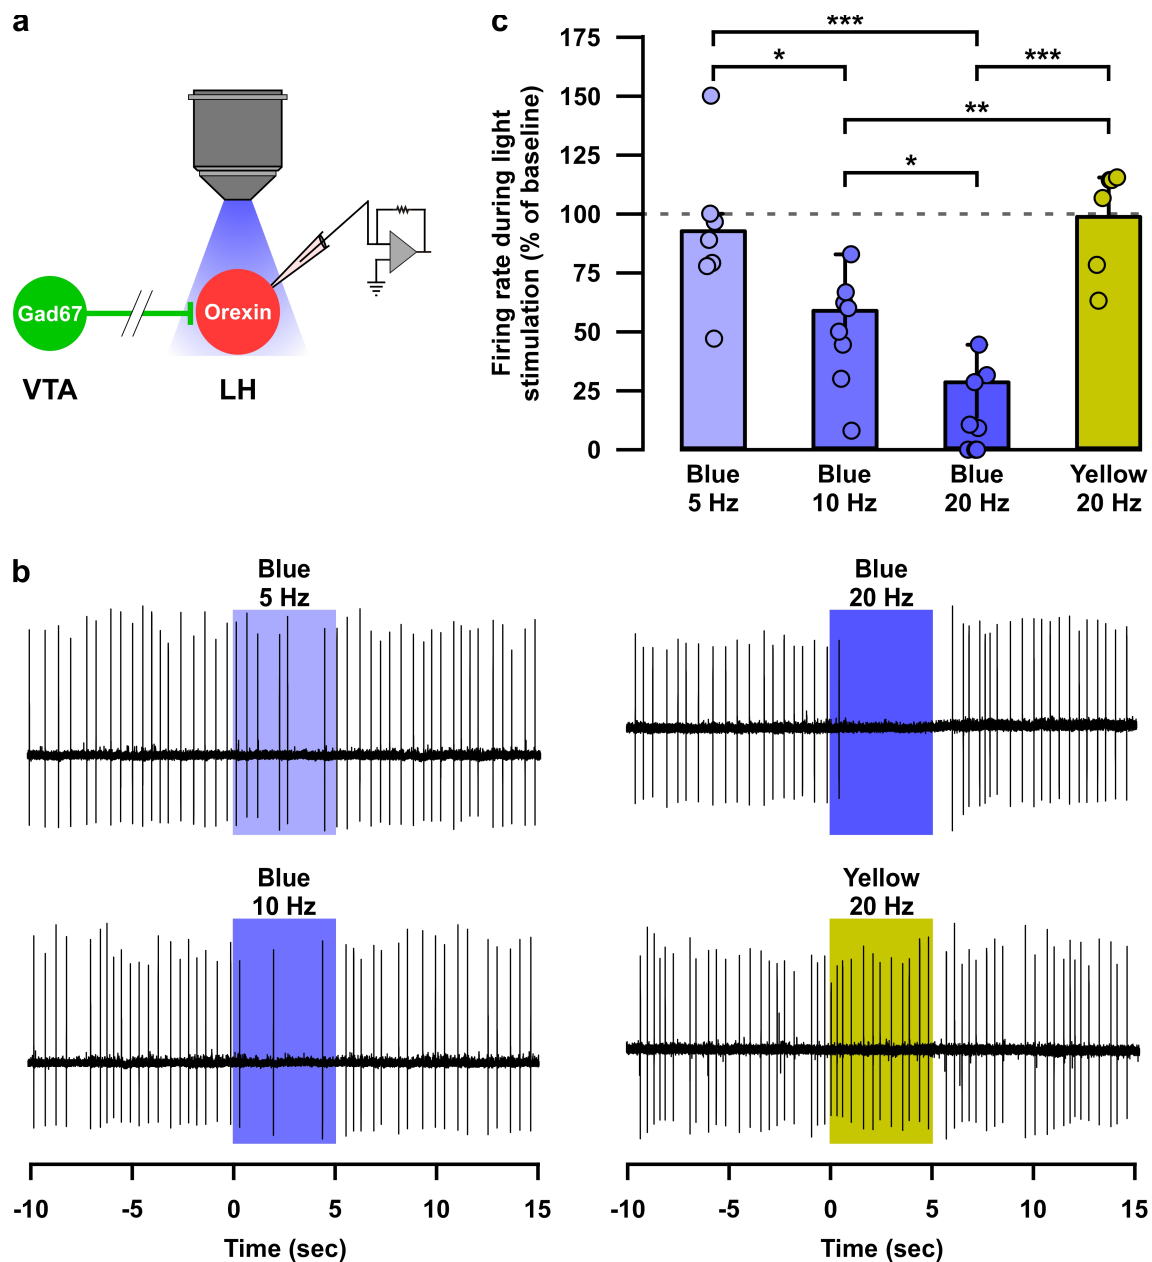 a
Gad67
Orexin
VTA
LH
c
Firing rate during light
stimulation (% of baseline)
175
150
125
100
75
50
25
0
***
*
***
**
*
Blue
5 Hz
Blue
10 Hz
Blue
20 Hz
Yellow
20 Hz
b
Blue
5 Hz
Blue
20 Hz
Blue
10 Hz
Yellow
20 Hz
-10 -5 0 5 10 15
Time (sec)
-10 -5 0 5 10 15
Time (sec)